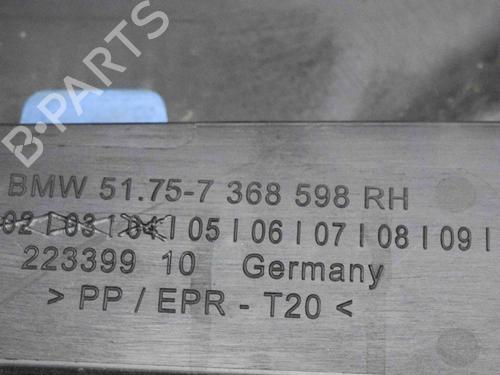 B-PARTS
BMW 51.75-7 368 598 RH
02 | 03 | 04 | 05 | 06 | 07 | 08 | 09 |
223399 10 Germany
> PP / EPR - T20 <